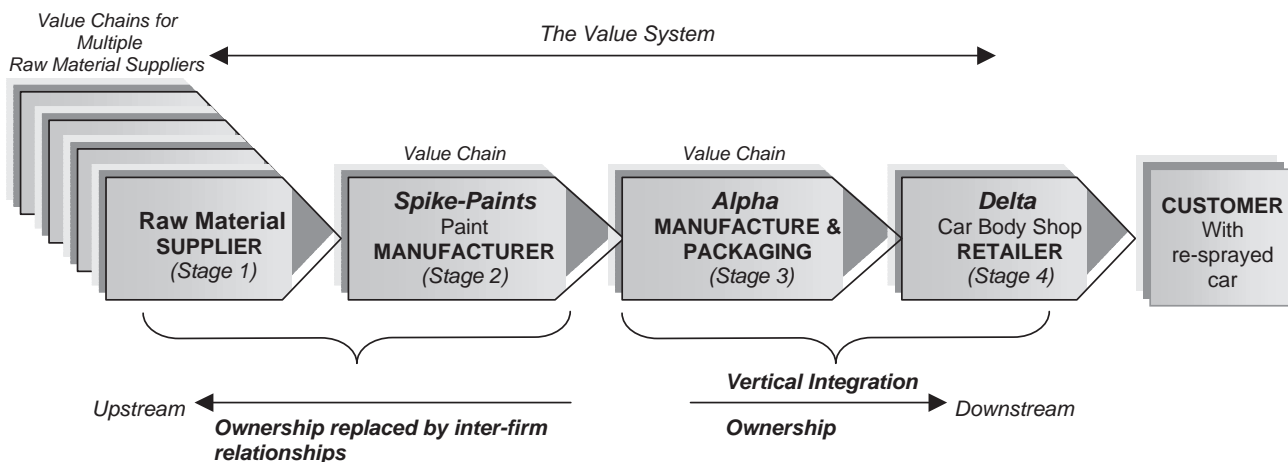 Value Chains for
Multiple
Raw Material Suppliers
The Value System
Value Chain
Value Chain
Raw Material
SUPPLIER
(Stage 1)
Spike-Paints
Paint
MANUFACTURER
(Stage 2)
Alpha
MANUFACTURE &
PACKAGING
(Stage 3)
Delta
Car Body Shop
RETAILER
(Stage 4)
CUSTOMER
With
re-sprayed
car
Upstream
Ownership replaced by inter-firm
relationships
Vertical Integration
Ownership
Downstream